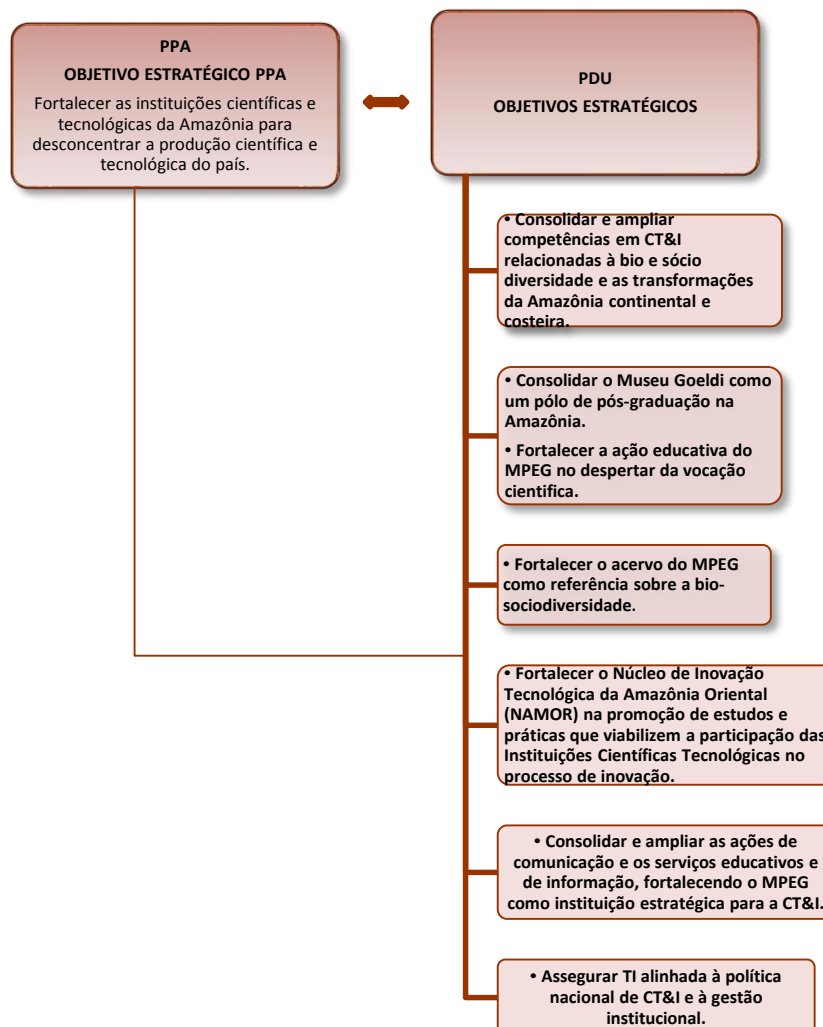 PPA
OBJETIVO ESTRATÉGICO PPA
Fortalecer as instituições científicas e
tecnológicas da Amazônia para
desconcentrar a produção científica e
tecnológica do país.
PDU
OBJETIVOS ESTRATÉGICOS
• Consolidar e ampliar
competências em CT&I
relacionadas à bio e sócio
diversidade e as transformações
da Amazônia continental e
costeira.
• Consolidar o Museu Goeldi como
um pólo de pós-graduação na
Amazônia.
• Fortalecer a ação educativa do
MPEG no despertar da vocação
cientifica.
• Fortalecer o acervo do MPEG
como referência sobre a bio-
sociodiversidade.
• Fortalecer o Núcleo de Inovação
Tecnológica da Amazônia Oriental
(NAMOR) na promoção de estudos e
práticas que viabilizem a participação das
Instituições Científicas Tecnológicas no
processo de inovação.
• Consolidar e ampliar as ações de
comunicação e os serviços educativos e
de informação, fortalecendo o MPEG
como instituição estratégica para a CT&I.
• Assegurar TI alinhada à política
nacional de CT&I e à gestão
institucional.